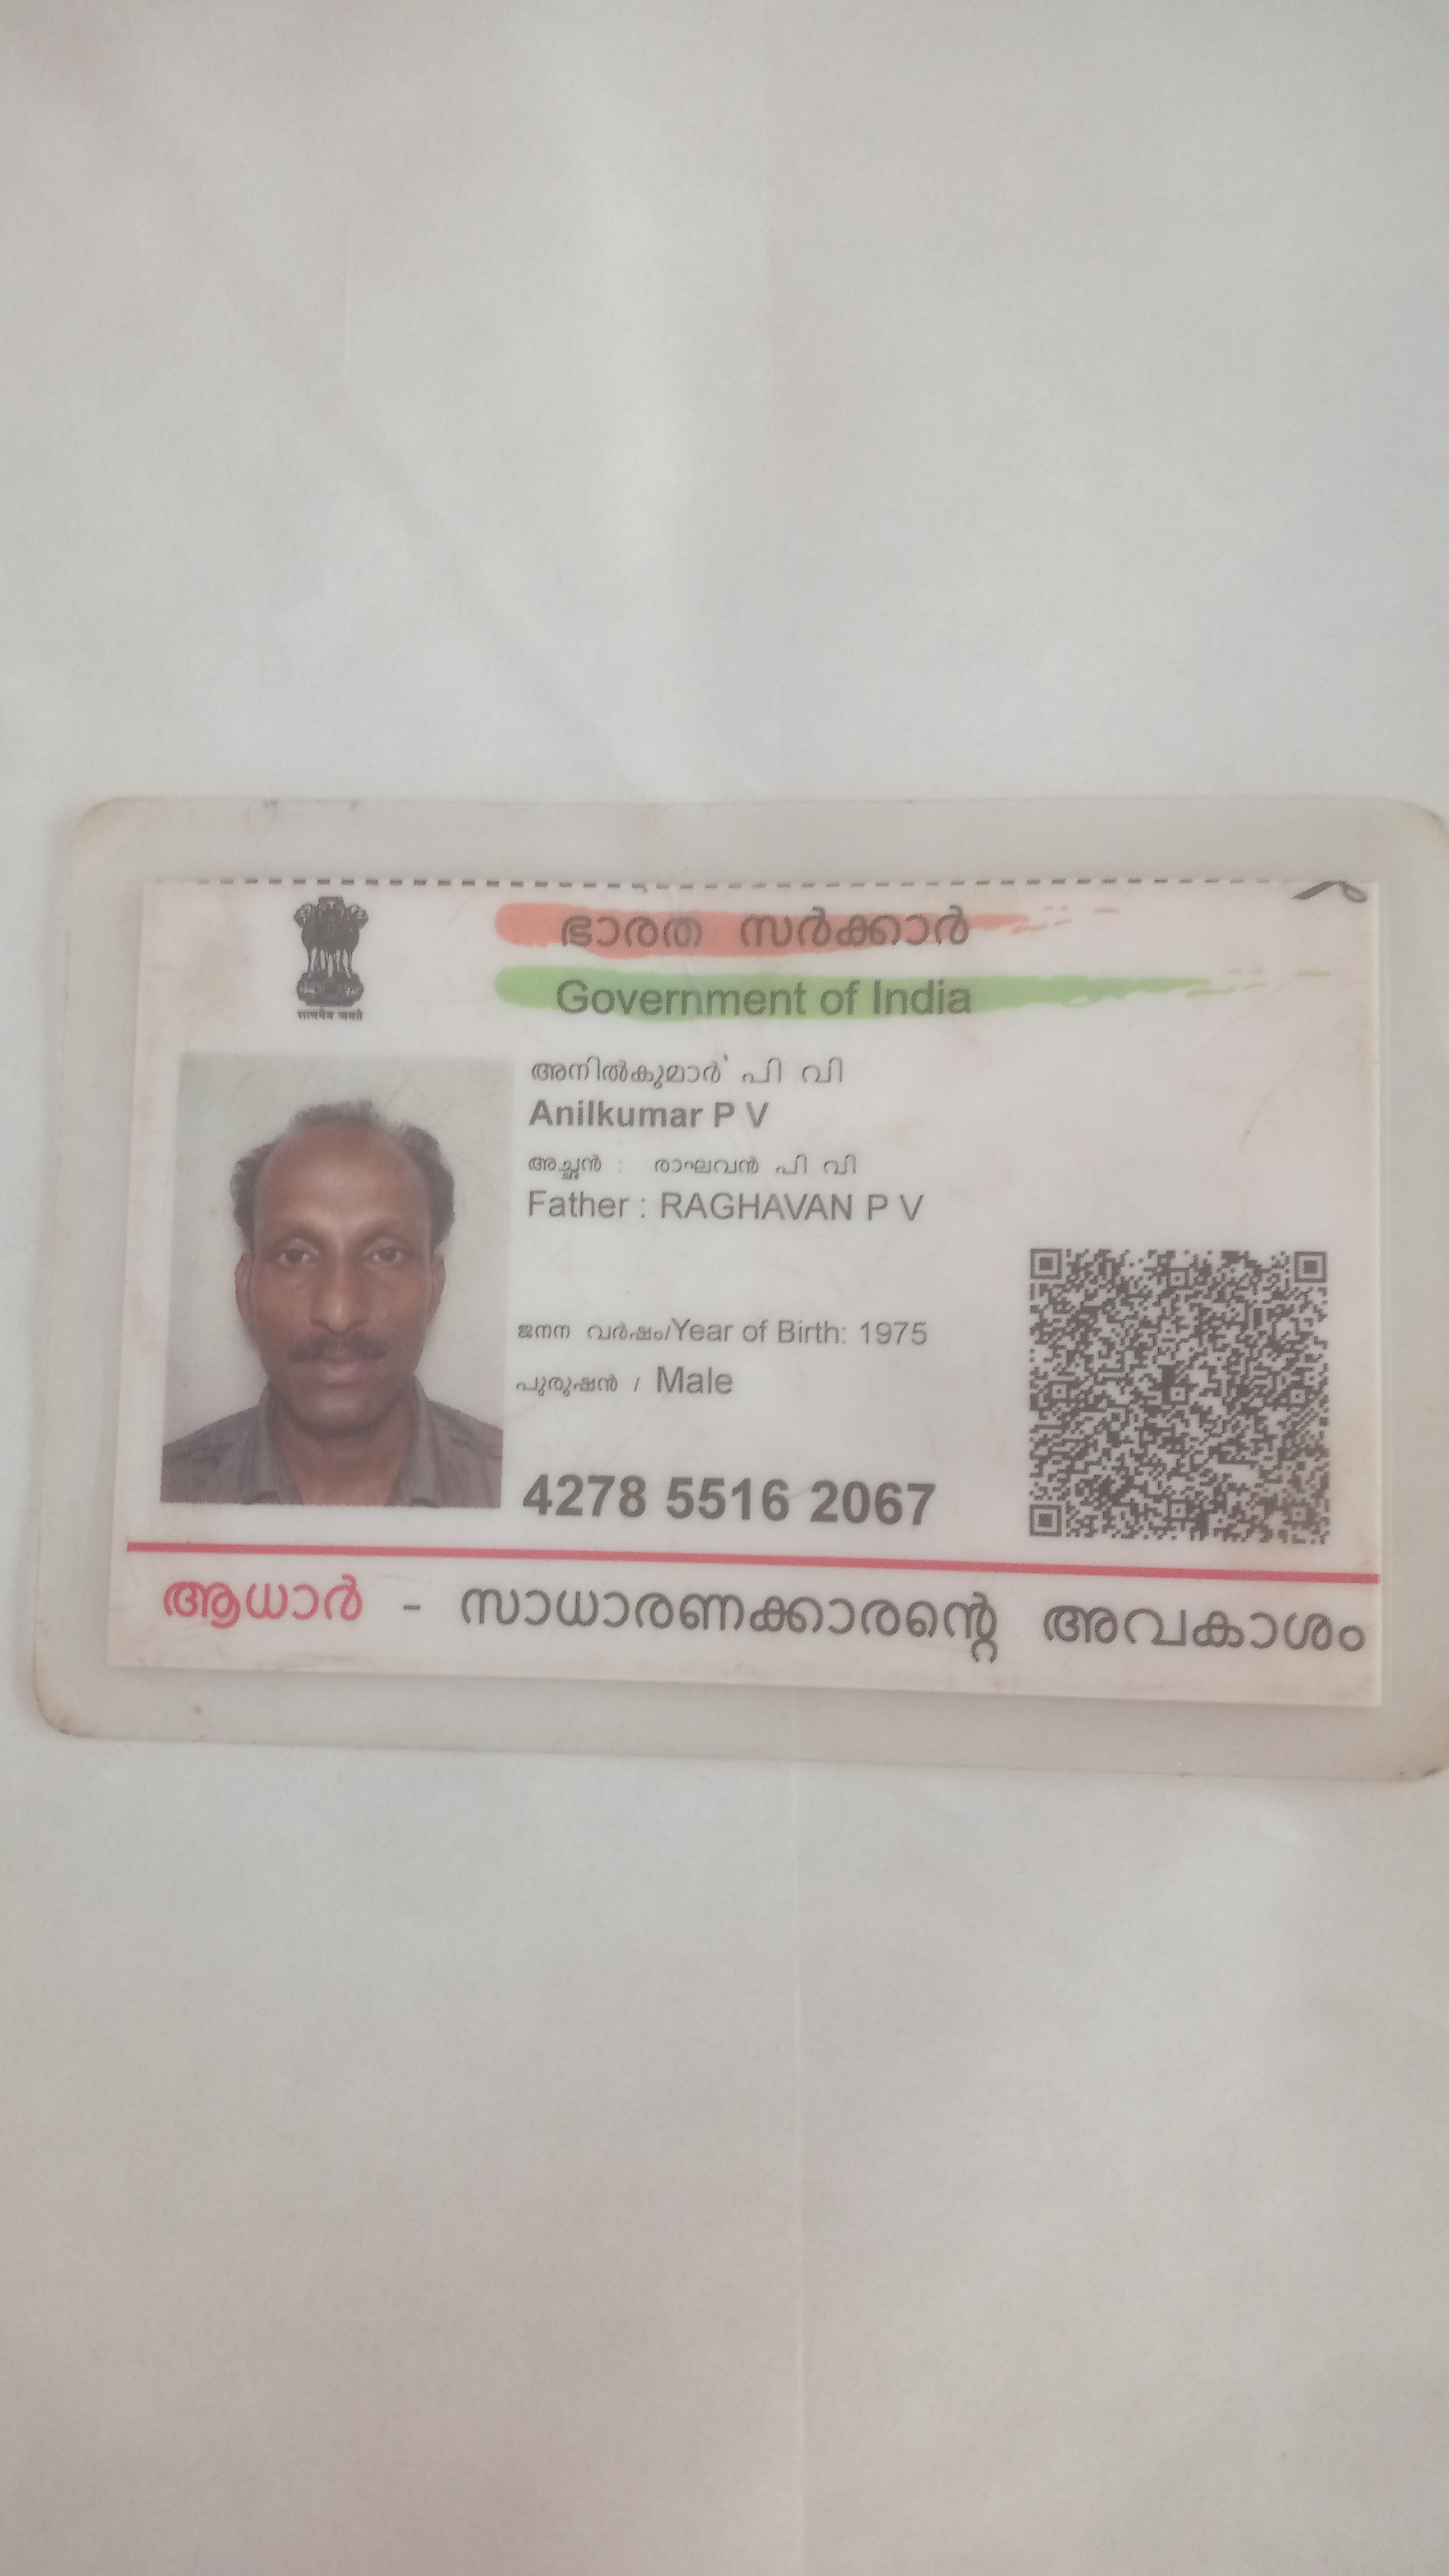 ഭാരത സർക്കാർ
Government of India
सत्यमेव जयते
അനിൽകുമാർ പി വി
Anilkumar P V
അച്ഛൻ : രാഘവൻ പി വി
Father : RAGHAVAN P V
ജനന വർഷം/Year of Birth: 1975
പുരുഷൻ / Male
4278 5516 2067
ആധാർ - സാധാരണക്കാരന്റെ അവകാശം